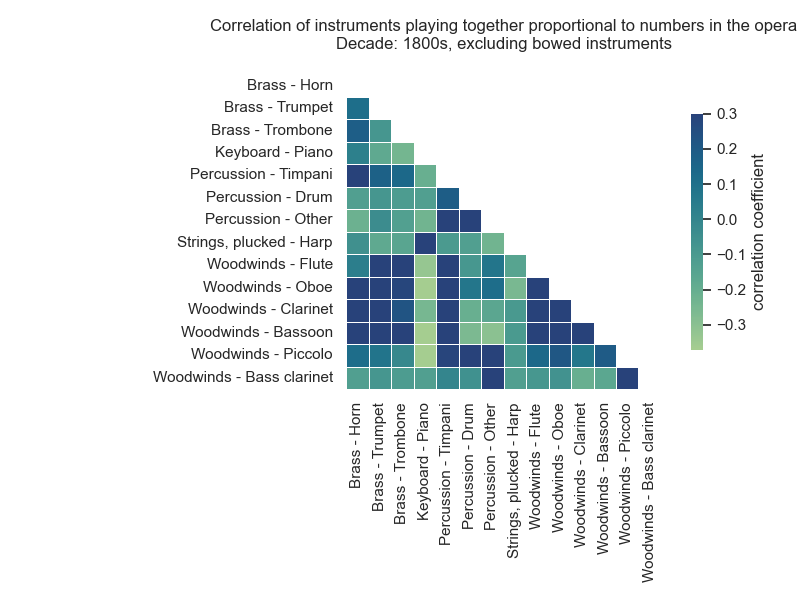 Correlation of instruments playing together proportional to numbers in the opera
Decade: 1800s, excluding bowed instruments
Brass - Horn
Brass - Trumpet
Brass - Trombone
Keyboard - Piano
Percussion - Timpani
Percussion - Drum
Percussion - Other
Strings, plucked - Harp
Woodwinds - Flute
Woodwinds - Oboe
Woodwinds - Clarinet
Woodwinds - Bassoon
Woodwinds - Piccolo
Woodwinds - Bass clarinet
Brass - Horn
Brass - Trumpet
Brass - Trombone
Keyboard - Piano
Percussion - Timpani
Percussion - Drum
Percussion - Other
Strings, plucked - Harp
Woodwinds - Flute
Woodwinds - Oboe
Woodwinds - Clarinet
Woodwinds - Bassoon
Woodwinds - Piccolo
Woodwinds - Bass clarinet
0.3
0.2
0.1
0.0
−0.1
−0.2
−0.3
correlation coefficient